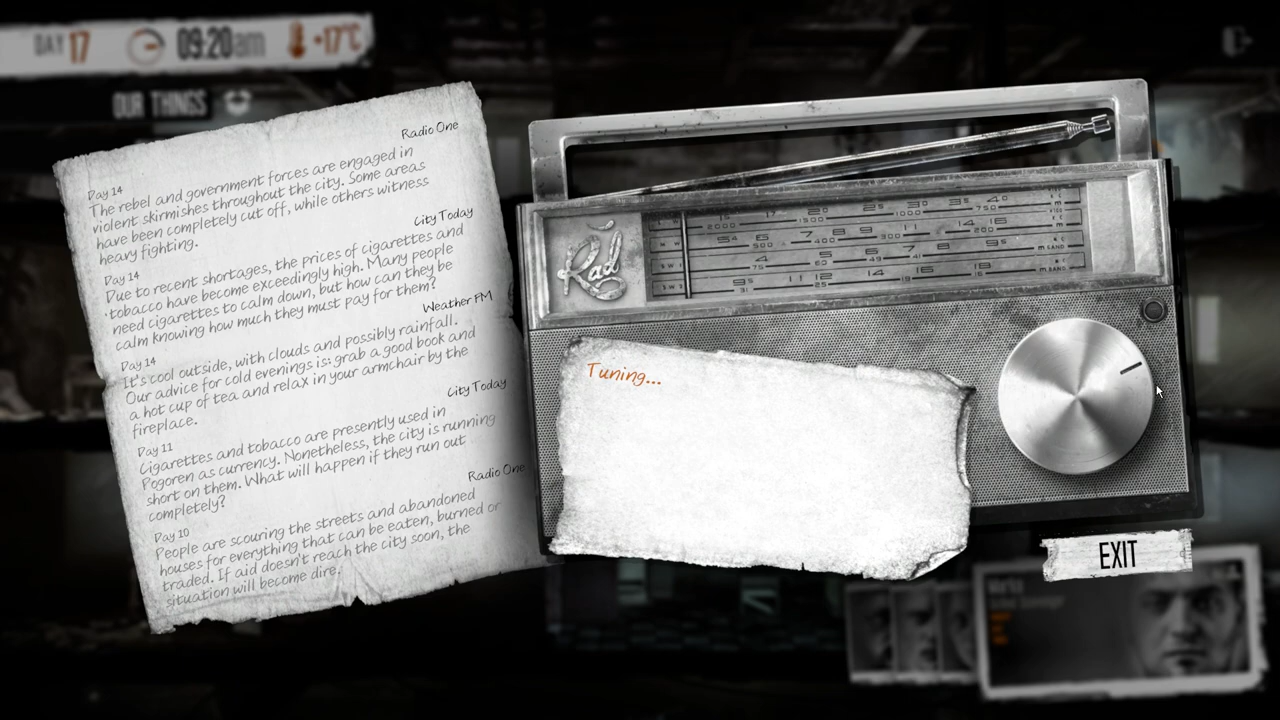 DAY 17
09:20am
+17°C
OUR THINGS
Radio One
Day 14
The rebel and government forces are engaged in
violent skirmishes throughout the city. Some areas
have been completely cut off, while others witness
heavy fighting.
City Today
Day 14
Due to recent shortages, the prices of cigarettes and
tobacco have become exceedingly high. Many people
need cigarettes to calm down, but how can they be
calm knowing how much they must pay for them?
Weather FM
Day 14
It's cool outside, with clouds and possibly rainfall.
Our advice for cold evenings is: grab a good book and
a hot cup of tea and relax in your armchair by the
fireplace.
City Today
Day 11
Cigarettes and tobacco are presently used in
Pogoren as currency. Nonetheless, the city is running
short on them. What will happen if they run out
completely?
Radio One
Day 10
People are scouring the streets and abandoned
houses for everything that can be eaten, burned or
traded. If aid doesn't reach the city soon, the
situation will become dire.
Rad
Tuning...
EXIT